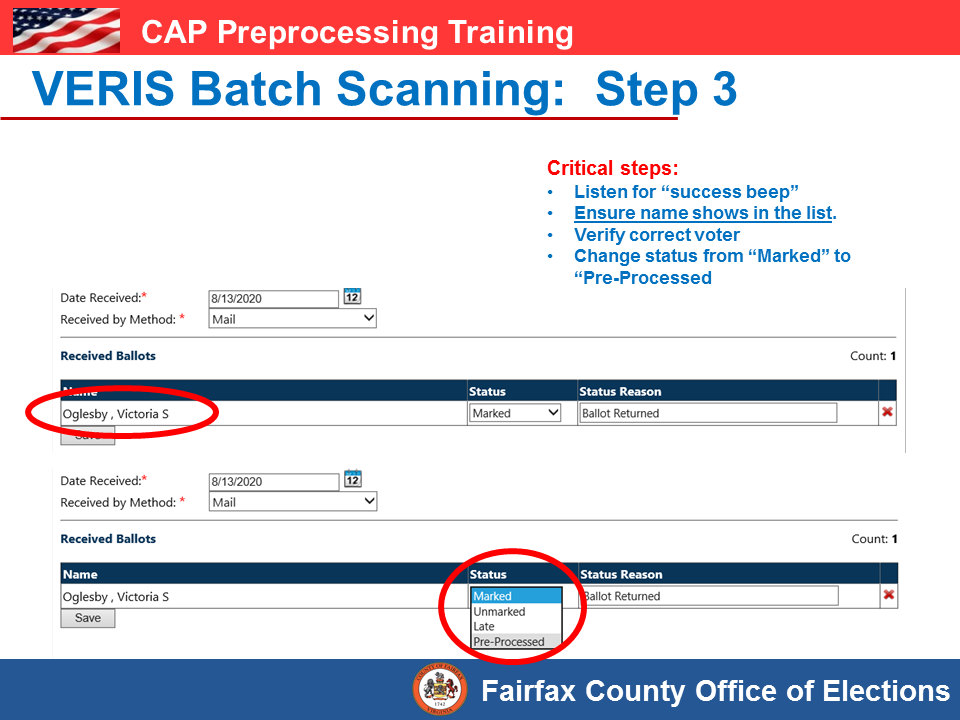 CAP Preprocessing Training
VERIS Batch Scanning: Step 3
Critical steps:
• Listen for “success beep”
• Ensure name shows in the list.
• Verify correct voter
• Change status from “Marked” to
“Pre-Processed
Date Received:* 8/13/2020 12
Received by Method: * Mail
Received Ballots Count: 1
Name Status Status Reason
Oglesby , Victoria S Marked Ballot Returned
Save
Date Received:* 8/13/2020 12
Received by Method: * Mail
Received Ballots Count: 1
Name Status Status Reason
Oglesby , Victoria S Marked Ballot Returned
Save Unmarked
Late
Pre-Processed
COUNTY OF FAIRFAX
VIRGINIA
1742
Fairfax County Office of Elections